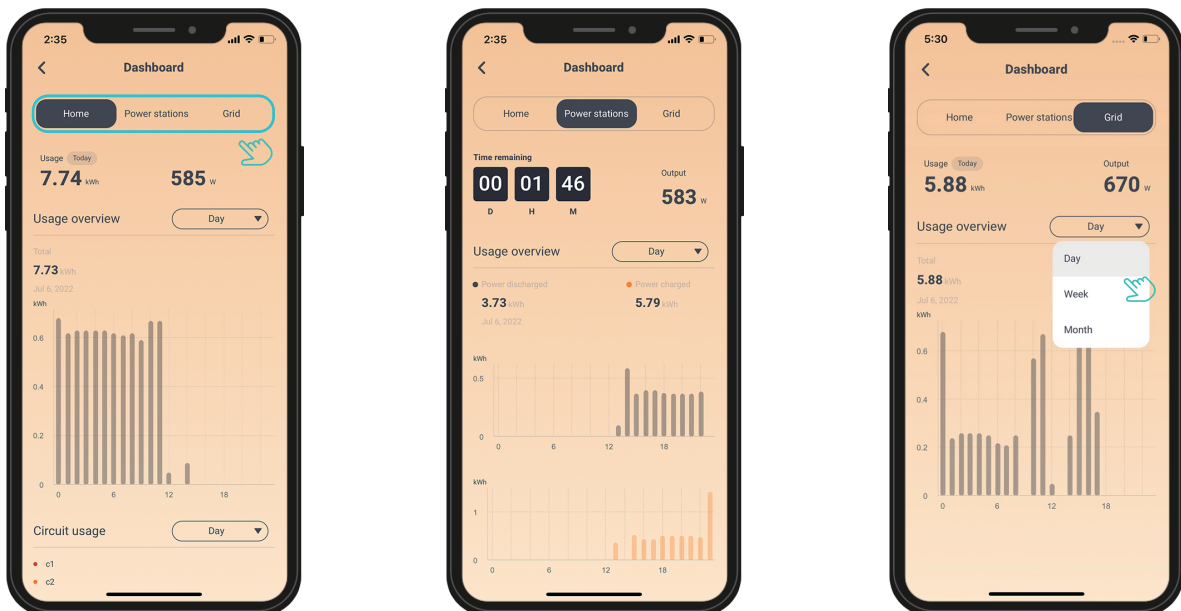 2:35
Dashboard
Home Power stations Grid
Usage Today
7.74 kWh 585 W
Usage overview Day
Total
7.73 kWh
Jul 6, 2022
kWh
0.6
0.4
0.2
0
0 6 12 18
Circuit usage Day
c1
c2
2:35
Dashboard
Home Power stations Grid
Time remaining
00 01 46
D H M
Output
583 W
Usage overview Day
Power discharged Power charged
3.73 kWh 5.79 kWh
Jul 6, 2022
kWh
0.5
0
0 6 12 18
kWh
1
0
0 6 12 18
5:30
Dashboard
Home Power stations Grid
Usage Today Output
5.88 kWh 670 W
Usage overview Day
Total
5.88 kWh
Jul 6, 2022
kWh
Day
Week
Month
0.6
0.4
0.2
0
0 6 12 18